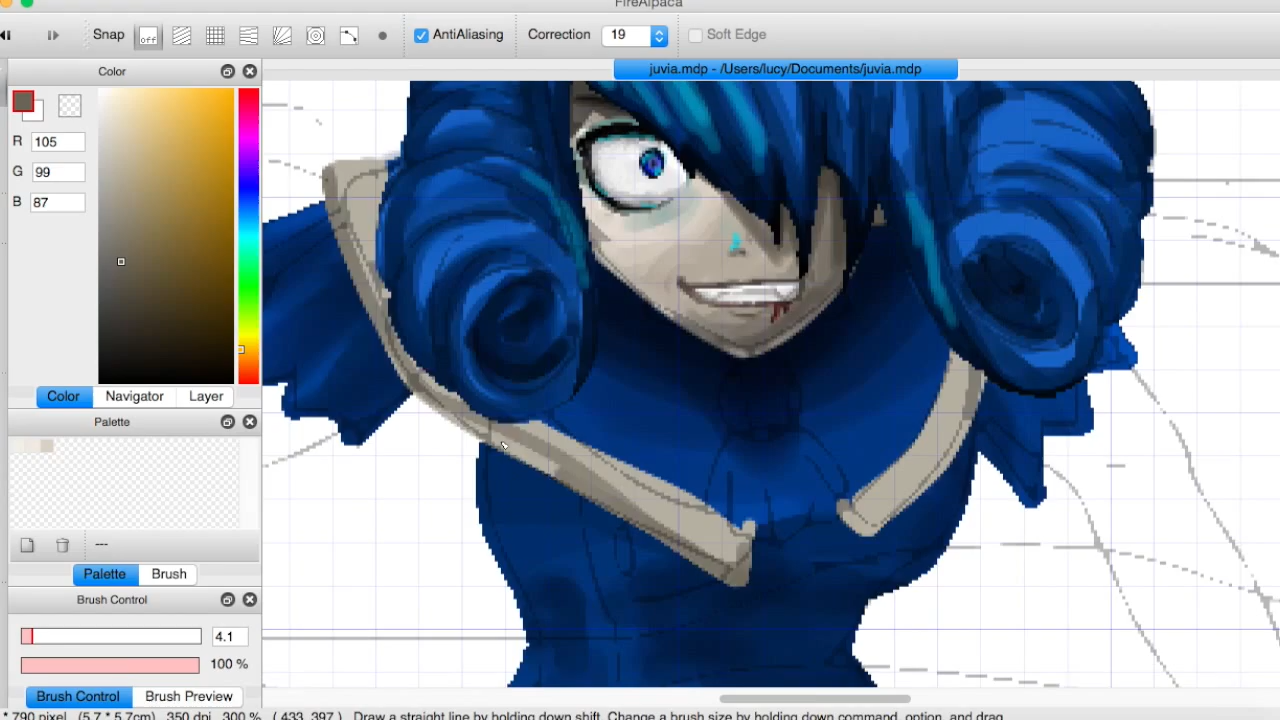 FireAlpaca
Snap off AntiAliasing Correction 19 Soft Edge
Color
juvia.mdp - /Users/lucy/Documents/juvia.mdp
R 105
G 99
B 87
Color Navigator Layer
Palette
---
Palette Brush
Brush Control
4.1
100 %
Brush Control Brush Preview
* 790 pixel (5.7 * 5.7cm) 350 dpi 300 % ( 433, 397 ) Draw a straight line by holding down shift, Change a brush size by holding down command, option, and drag